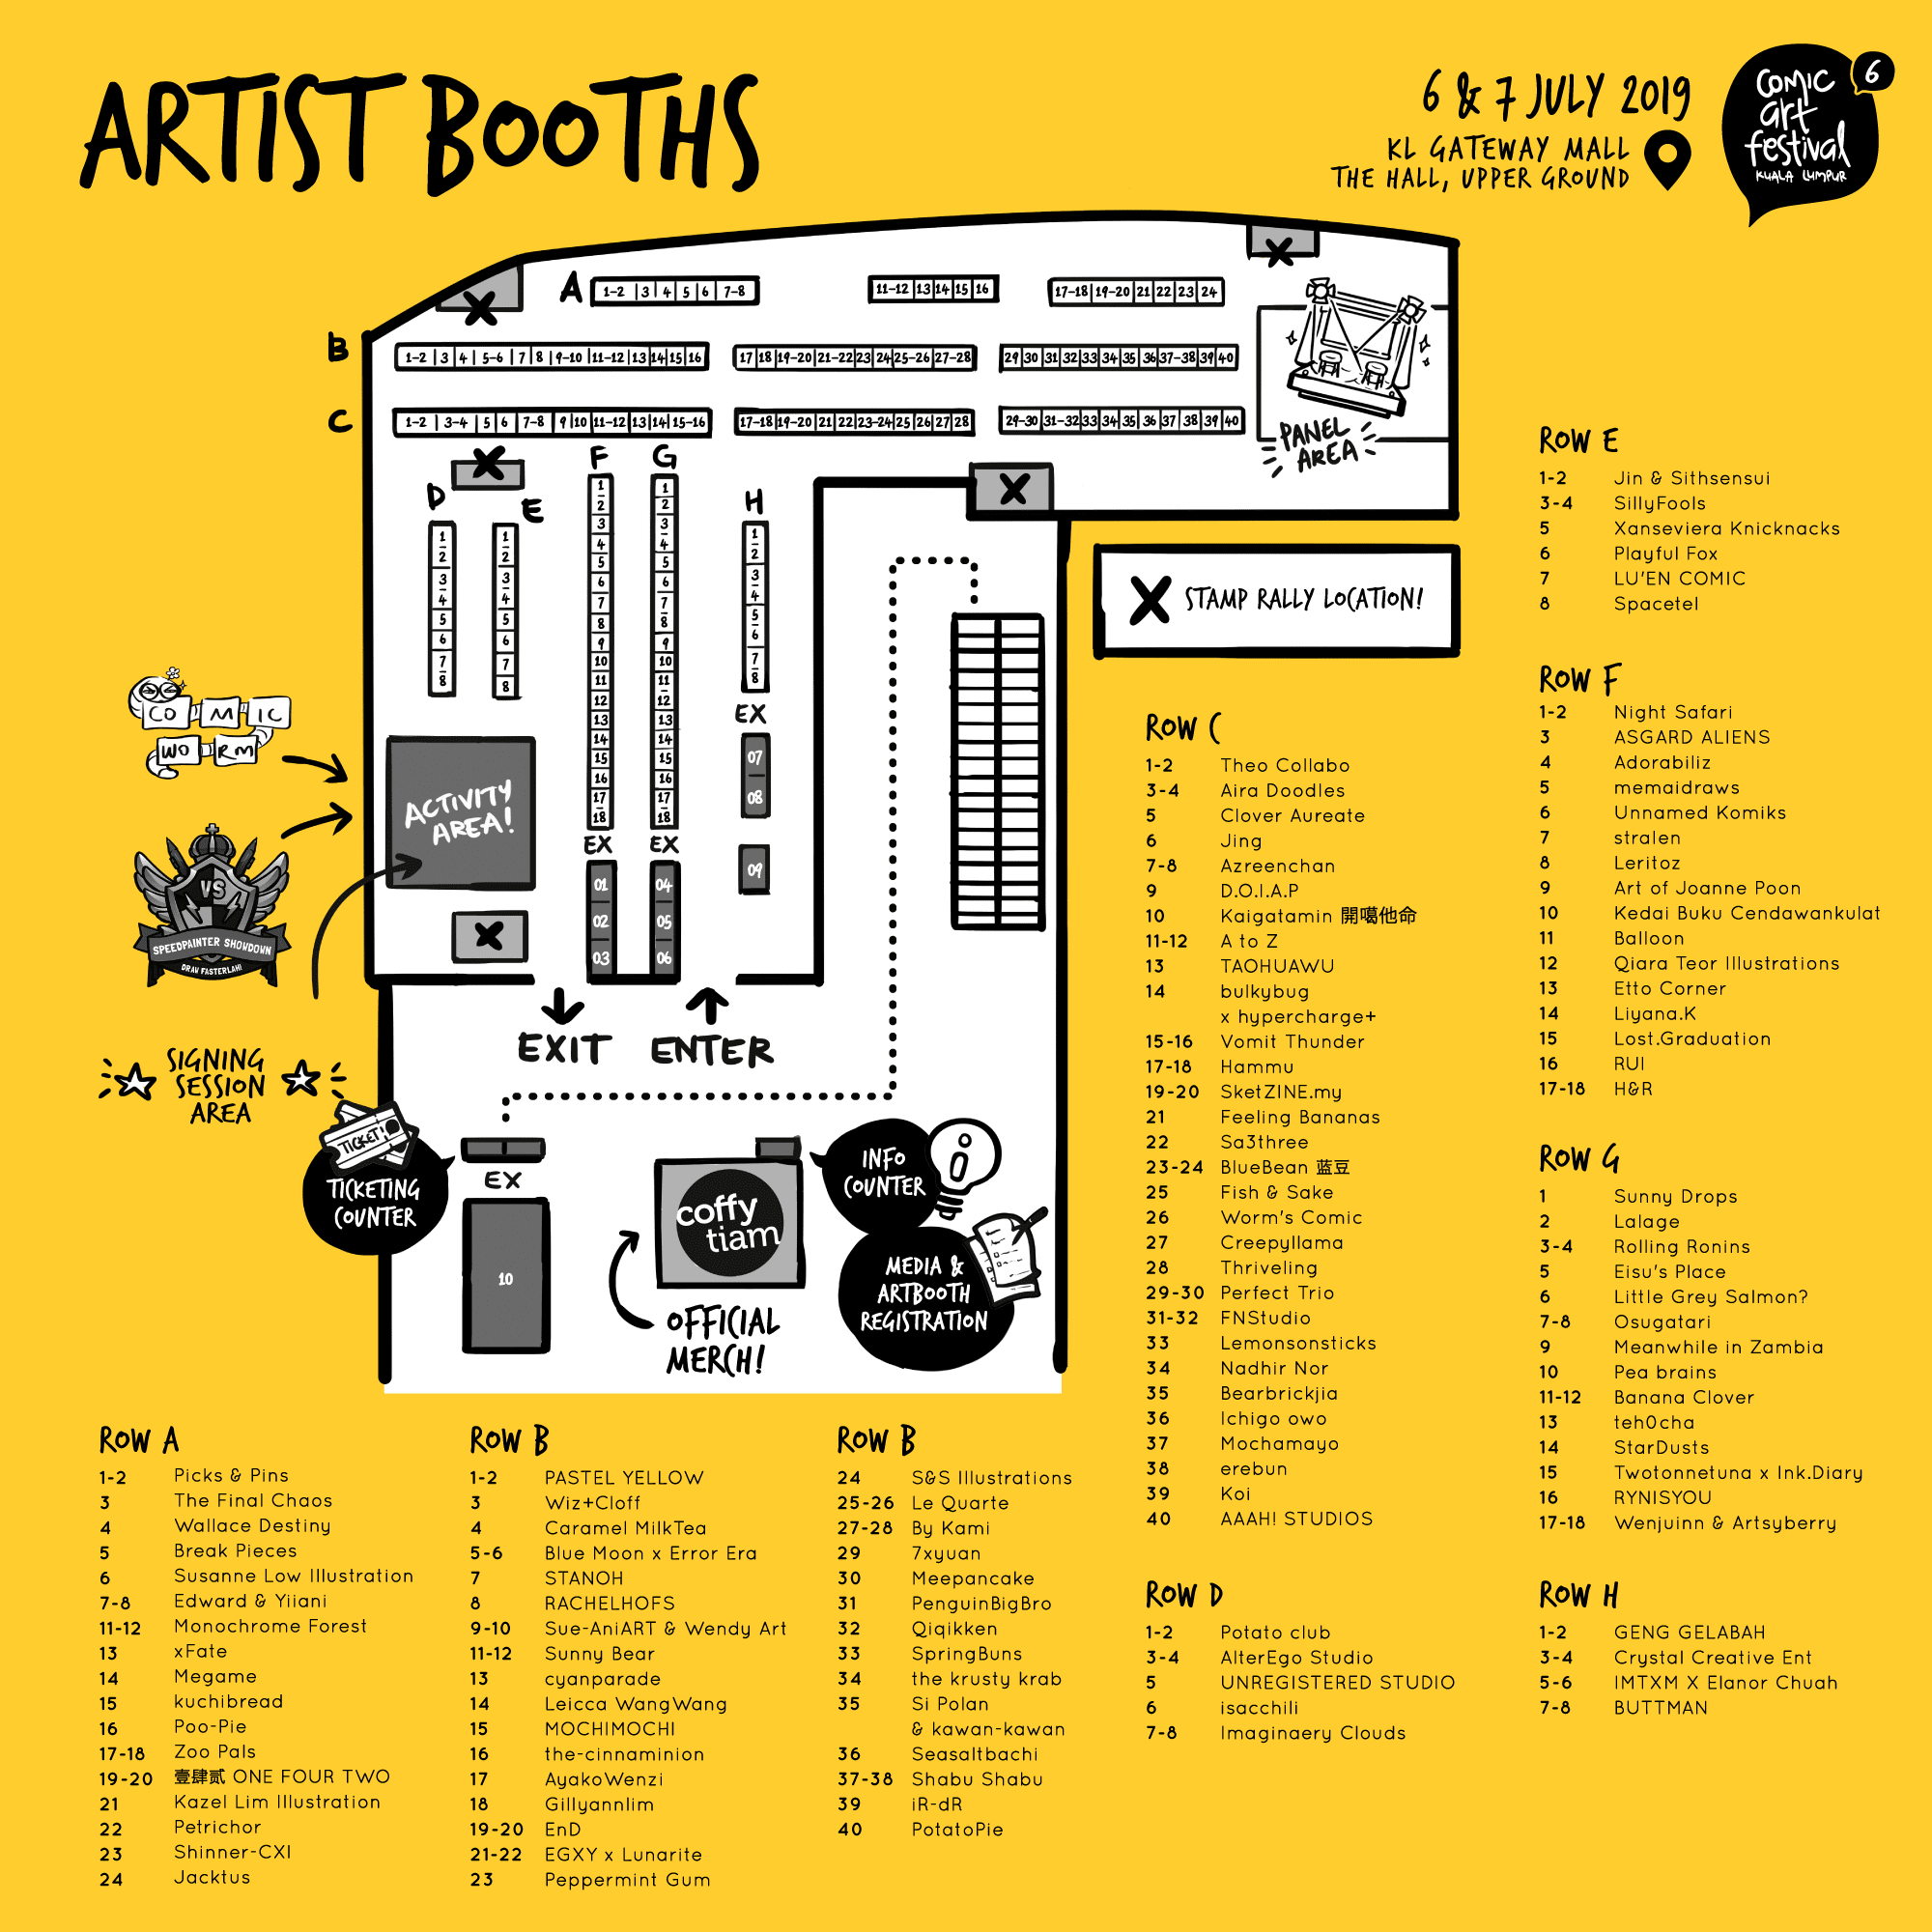 ARTIST BOOTHS
6 & 7 JULY 2019
KL GATEWAY MALL
THE HALL, UPPER GROUND
COMIC
art
festival
KUALA LUMPUR
6
A
1-2 3 4 5 6 7-8
11-12 13 14 15 16
17-18 19-20 21 22 23 24
B
1-2 3 4 5-6 7 8 9-10 11-12 13 14 15 16
17 18 19-20 21-22 23 24 25-26 27-28
29 30 31 32 33 34 35 36 37-38 39 40
C
1-2 3-4 5 6 7-8 9 10 11-12 13 14 15-16
17-18 19-20 21 22 23-24 25 26 27 28
29-30 31-32 33 34 35 36 37 38 39 40
PANEL
AREA
D
1-2 3-4 5 6 7-8
E
1-2 3-4 5 6 7 8
F
1-2 3 4 5 6 7 8 9 10 11 12 13 14 15 16 17-18
G
1 2 3-4 5 6 7-8 9 10 11-12 13 14 15 16 17-18
H
1-2 3-4 5-6 7-8
EX
07
08
09
EX
01
02
03
EX
04
05
06
X STAMP RALLY LOCATION!
COMIC
WORM
ACTIVITY
AREA!
VS
SPEEDPAINTER SHOWDOWN
DRAW FASTERLAH!
SIGNING
SESSION
AREA
EXIT
ENTER
TICKET!
TICKETING
COUNTER
EX
10
coffy
tiam
OFFICIAL
MERCH!
INFO
COUNTER
i
MEDIA &
ARTBOOTH
REGISTRATION
ROW A
1-2 Picks & Pins
3 The Final Chaos
4 Wallace Destiny
5 Break Pieces
6 Susanne Low Illustration
7-8 Edward & Yiiani
11-12 Monochrome Forest
13 xFate
14 Megame
15 kuchibread
16 Poo-Pie
17-18 Zoo Pals
19-20 壹肆贰 ONE FOUR TWO
21 Kazel Lim Illustration
22 Petrichor
23 Shinner-CXI
24 Jacktus
ROW B
1-2 PASTEL YELLOW
3 Wiz+Cloff
4 Caramel MilkTea
5-6 Blue Moon x Error Era
7 STANOH
8 RACHELHOFS
9-10 Sue-AniART & Wendy Art
11-12 Sunny Bear
13 cyanparade
14 Leicca WangWang
15 MOCHIMOCHI
16 the-cinnaminion
17 AyakoWenzi
18 Gillyannlim
19-20 EnD
21-22 EGXY x Lunarite
23 Peppermint Gum
ROW B
24 S&S Illustrations
25-26 Le Quarte
27-28 By Kami
29 7xyuan
30 Meepancake
31 PenguinBigBro
32 Qiqikken
33 SpringBuns
34 the krusty krab
35 Si Polan
& kawan-kawan
36 Seasaltbachi
37-38 Shabu Shabu
39 iR-dR
40 PotatoPie
ROW C
1-2 Theo Collabo
3-4 Aira Doodles
5 Clover Aureate
6 Jing
7-8 Azreenchan
9 D.O.I.A.P
10 Kaigatamin 開噶他命
11-12 A to Z
13 TAOHUAWU
14 bulkybug
x hypercharge+
15-16 Vomit Thunder
17-18 Hammu
19-20 SketZINE.my
21 Feeling Bananas
22 Sa3three
23-24 BlueBean 蓝豆
25 Fish & Sake
26 Worm's Comic
27 Creepyllama
28 Thriveling
29-30 Perfect Trio
31-32 FNStudio
33 Lemonsonsticks
34 Nadhir Nor
35 Bearbrickjia
36 Ichigo owo
37 Mochamayo
38 erebun
39 Koi
40 AAAH! STUDIOS
ROW D
1-2 Potato club
3-4 AlterEgo Studio
5 UNREGISTERED STUDIO
6 isacchili
7-8 Imaginaery Clouds
ROW E
1-2 Jin & Sithsensui
3-4 SillyFools
5 Xanseviera Knicknacks
6 Playful Fox
7 LU'EN COMIC
8 Spacetel
ROW F
1-2 Night Safari
3 ASGARD ALIENS
4 Adorabiliz
5 memaidraws
6 Unnamed Komiks
7 stralen
8 Leritoz
9 Art of Joanne Poon
10 Kedai Buku Cendawankulat
11 Balloon
12 Qiara Teor Illustrations
13 Etto Corner
14 Liyana.K
15 Lost.Graduation
16 RUI
17-18 H&R
ROW G
1 Sunny Drops
2 Lalage
3-4 Rolling Ronins
5 Eisu's Place
6 Little Grey Salmon?
7-8 Osugatari
9 Meanwhile in Zambia
10 Pea brains
11-12 Banana Clover
13 teh0cha
14 StarDusts
15 Twotonnetuna x Ink.Diary
16 RYNISYOU
17-18 Wenjuinn & Artsyberry
ROW H
1-2 GENG GELABAH
3-4 Crystal Creative Ent
5-6 IMTXM X Elanor Chuah
7-8 BUTTMAN